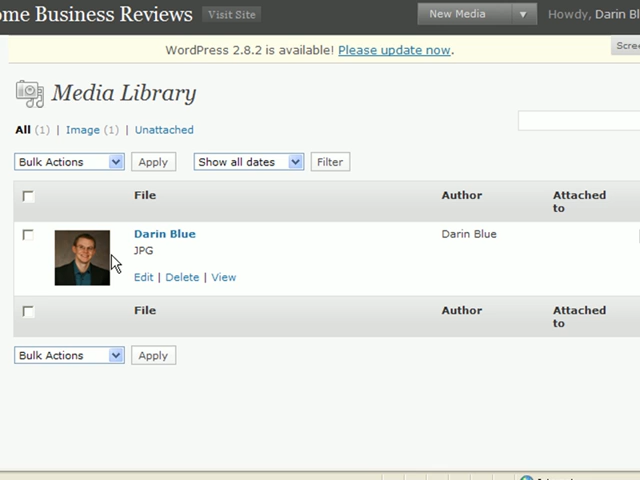 ome Business Reviews Visit Site New Media Howdy, Darin Bl
WordPress 2.8.2 is available! Please update now. Scre
Media Library
All (1) | Image (1) | Unattached
Bulk Actions Apply Show all dates Filter
File Author Attached to
Darin Blue Darin Blue
JPG
Edit | Delete | View
File Author Attached to
Bulk Actions Apply